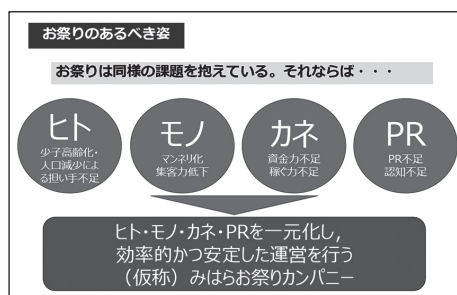 お祭りのあるべき姿
お祭りは同様の課題を抱えている。それならば・・・
ヒト
少子高齢化・
人口減少によ
る担い手不足
モノ
マンネリ化
集客力低下
カネ
資金力不足
稼ぐ力不足
PR
PR不足
認知不足
ヒト・モノ・カネ・PRを一元化し,
効率的かつ安定した運営を行う
（仮称）みはらお祭りカンパニー